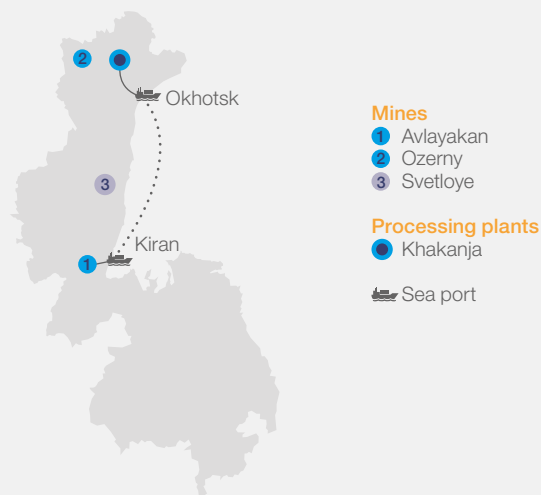 2
Okhotsk
3
Kiran
1
Mines
1 Avlayakan
2 Ozerny
3 Svetloye
Processing plants
Khakanja
Sea port